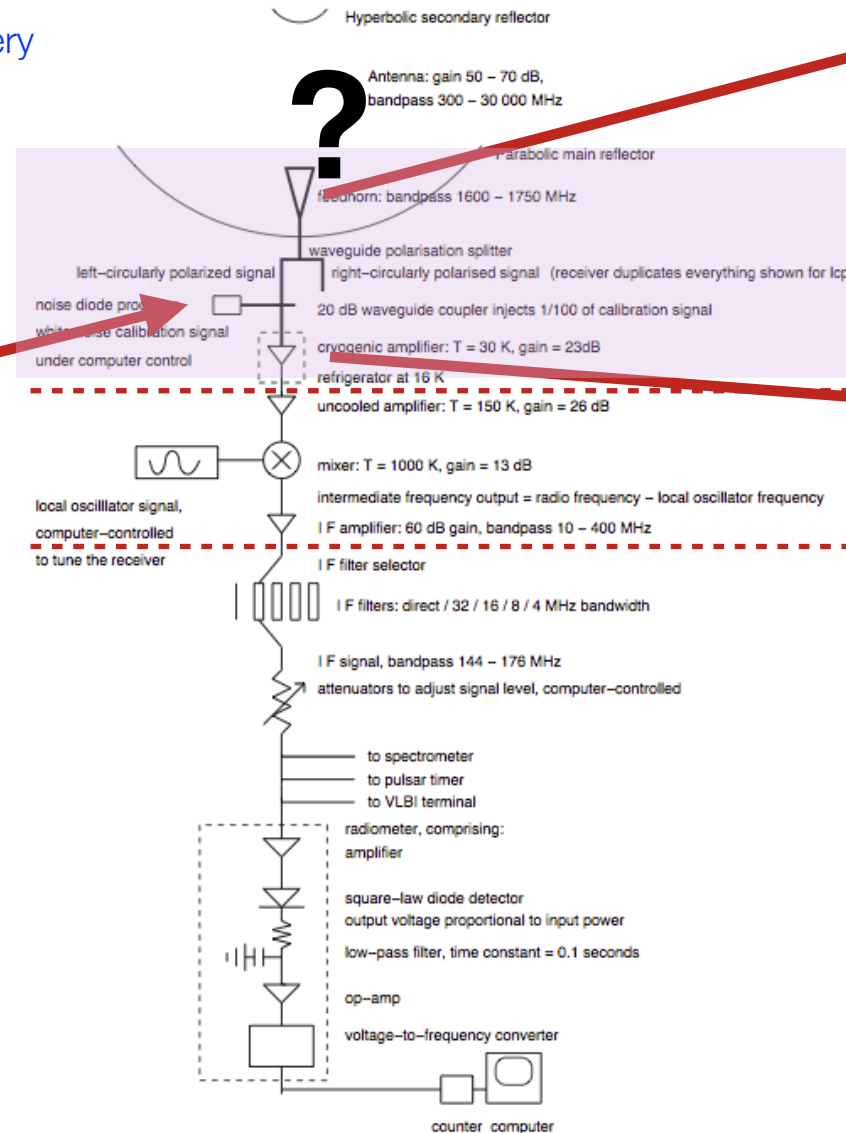 ery
Hyperbolic secondary reflector
Antenna: gain 50 – 70 dB,
bandpass 300 – 30 000 MHz
?
Parabolic main reflector
feedhorn: bandpass 1600 – 1750 MHz
waveguide polarisation splitter
left–circularly polarized signal
right–circularly polarised signal (receiver duplicates everything shown for lcp
noise diode
20 dB waveguide coupler injects 1/100 of calibration signal
white noise calibration signal
cryogenic amplifier: T = 30 K, gain = 23dB
under computer control
refrigerator at 16 K
uncooled amplifier: T = 150 K, gain = 26 dB
mixer: T = 1000 K, gain = 13 dB
intermediate frequency output = radio frequency – local oscillator frequency
local oscilllator signal,
computer–controlled
to tune the receiver
I F amplifier: 60 dB gain, bandpass 10 – 400 MHz
I F filter selector
I F filters: direct / 32 / 16 / 8 / 4 MHz bandwidth
I F signal, bandpass 144 – 176 MHz
attenuators to adjust signal level, computer–controlled
to spectrometer
to pulsar timer
to VLBI terminal
radiometer, comprising:
amplifier
square–law diode detector
output voltage proportional to input power
low–pass filter, time constant = 0.1 seconds
op–amp
voltage–to–frequency converter
counter computer